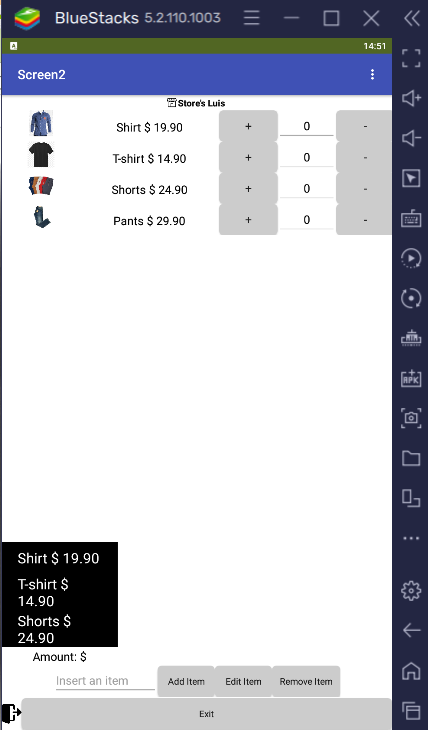 BlueStacks 5.2.110.1003
A 14:51
Screen2
Store's Luis
Shirt $ 19.90 + 0 -
T-shirt $ 14.90 + 0 -
Shorts $ 24.90 + 0 -
Pants $ 29.90 + 0 -
Shirt $ 19.90
T-shirt $
14.90
Shorts $
24.90
Amount: $
Insert an item Add Item Edit Item Remove Item
Exit
APK